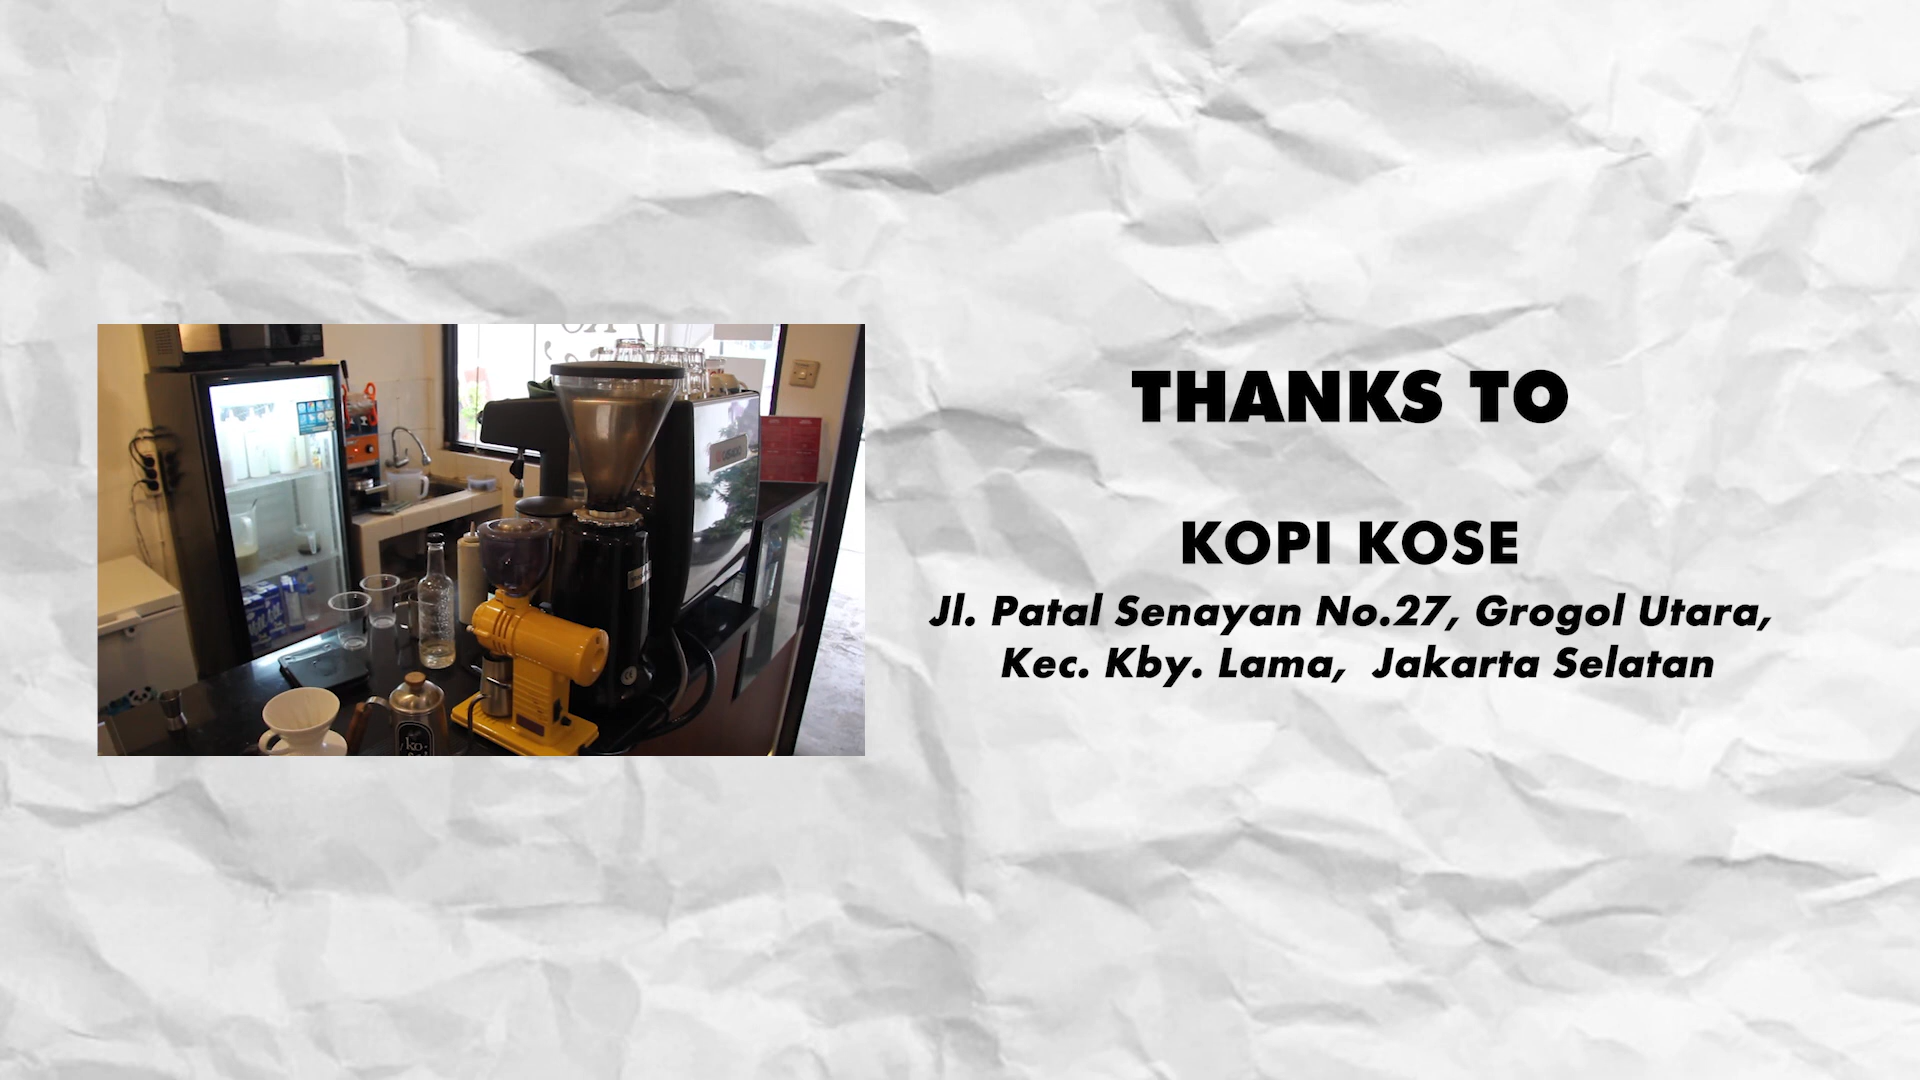 THANKS TO
KOPI KOSE
Jl. Patal Senayan No.27, Grogol Utara,
Kec. Kby. Lama, Jakarta Selatan